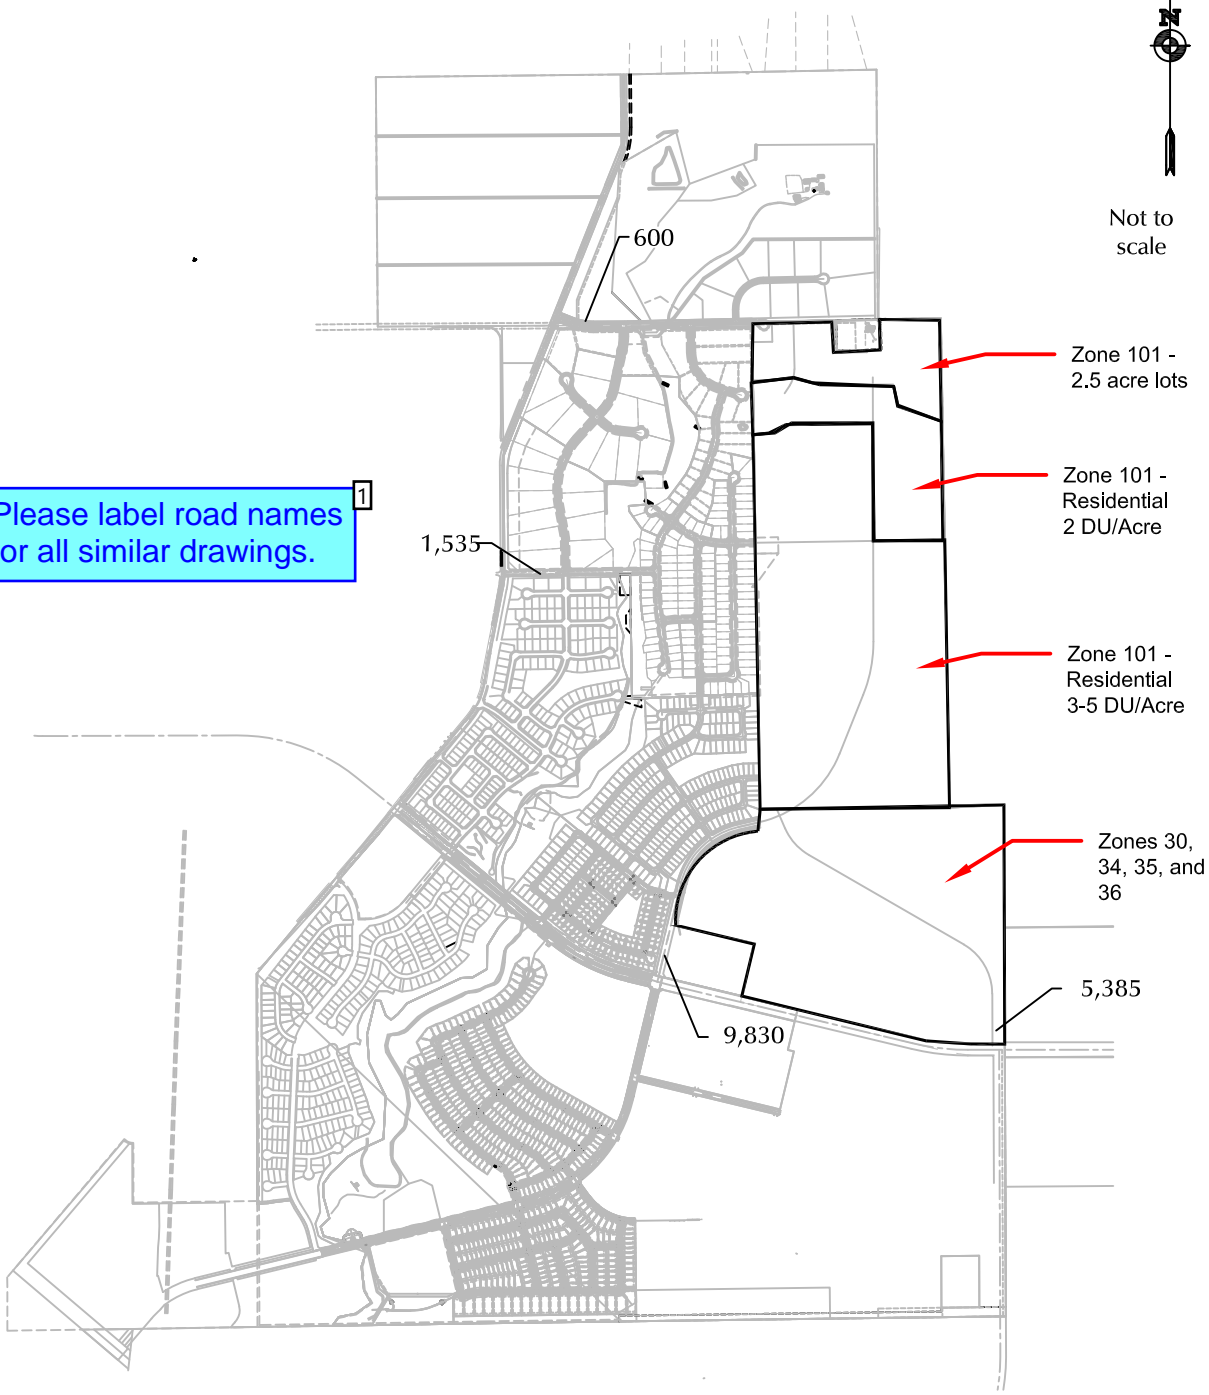 N
Not to
scale
600
Zone 101 -
2.5 acre lots
Zone 101 -
Residential
2 DU/Acre
1
Please label road names
or all similar drawings.
1,535
Zone 101 -
Residential
3-5 DU/Acre
Zones 30,
34, 35, and
36
5,385
9,830